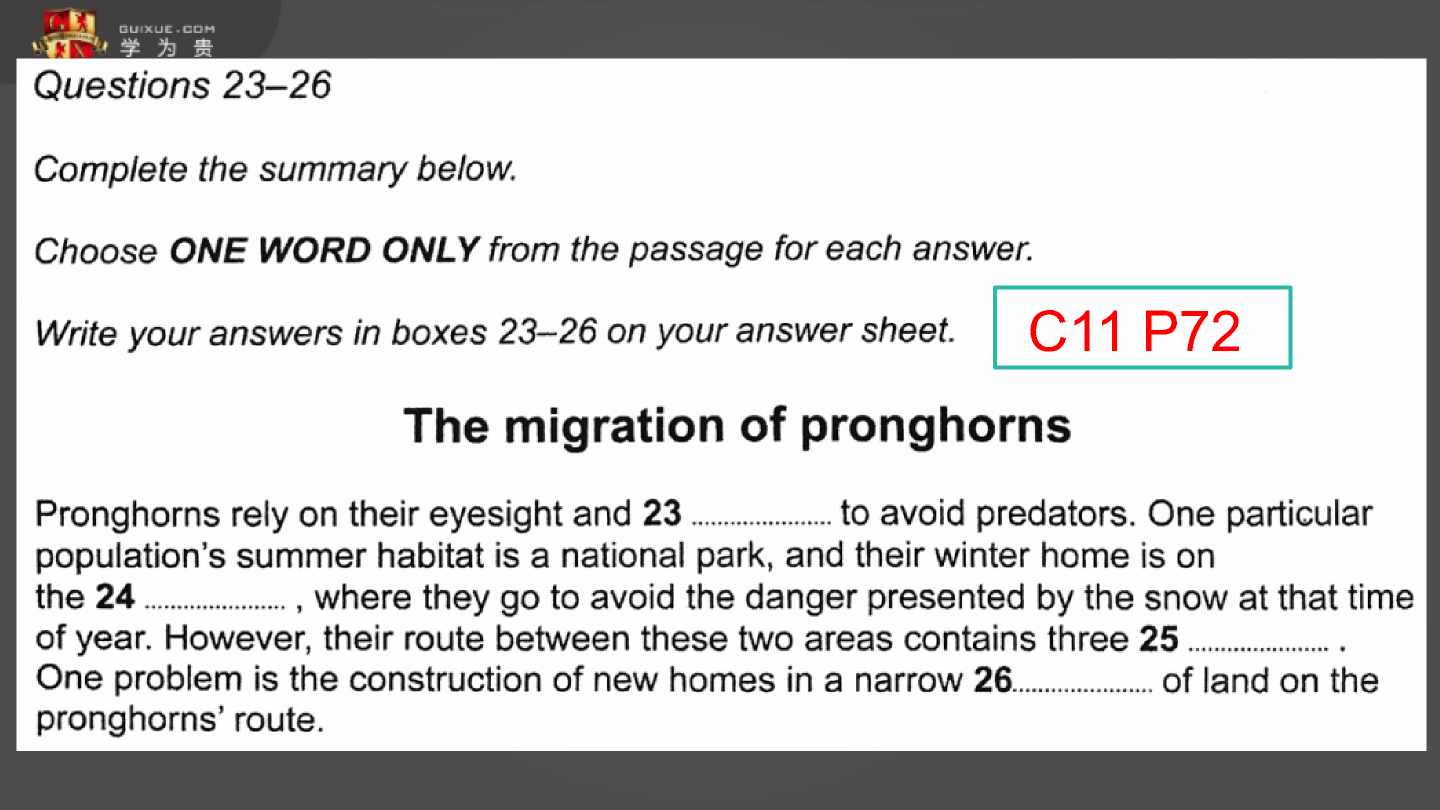 GUIXUE.COM
学为贵
Questions 23–26
Complete the summary below.
Choose ONE WORD ONLY from the passage for each answer.
Write your answers in boxes 23–26 on your answer sheet.
C11 P72
The migration of pronghorns
Pronghorns rely on their eyesight and 23 ...................... to avoid predators. One particular
population's summer habitat is a national park, and their winter home is on
the 24 ...................... , where they go to avoid the danger presented by the snow at that time
of year. However, their route between these two areas contains three 25 ...................... .
One problem is the construction of new homes in a narrow 26...................... of land on the
pronghorns' route.